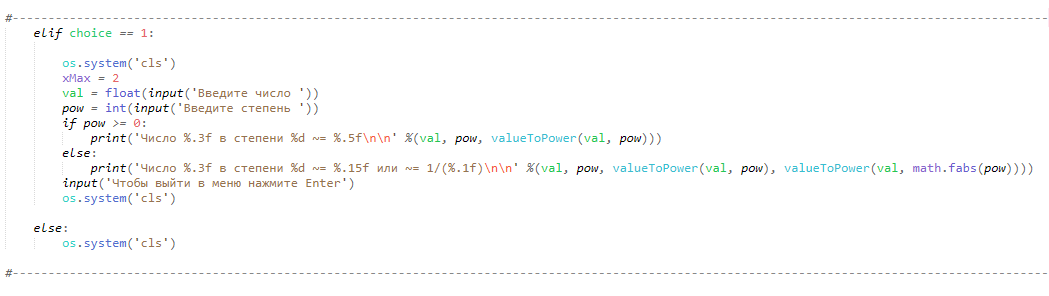 #----------------------------------------------------------------------------------------------------------------------------------------------------
elif choice == 1:
os.system('cls')
xMax = 2
val = float(input('Введите число '))
pow = int(input('Введите степень '))
if pow >= 0:
print('Число %.3f в степени %d ~= %.5f\n\n' %(val, pow, valueToPower(val, pow)))
else:
print('Число %.3f в степени %d ~= %.15f или ~= 1/(%.1f)\n\n' %(val, pow, valueToPower(val, pow), valueToPower(val, math.fabs(pow))))
input('Чтобы выйти в меню нажмите Enter')
os.system('cls')
else:
os.system('cls')
#----------------------------------------------------------------------------------------------------------------------------------------------------